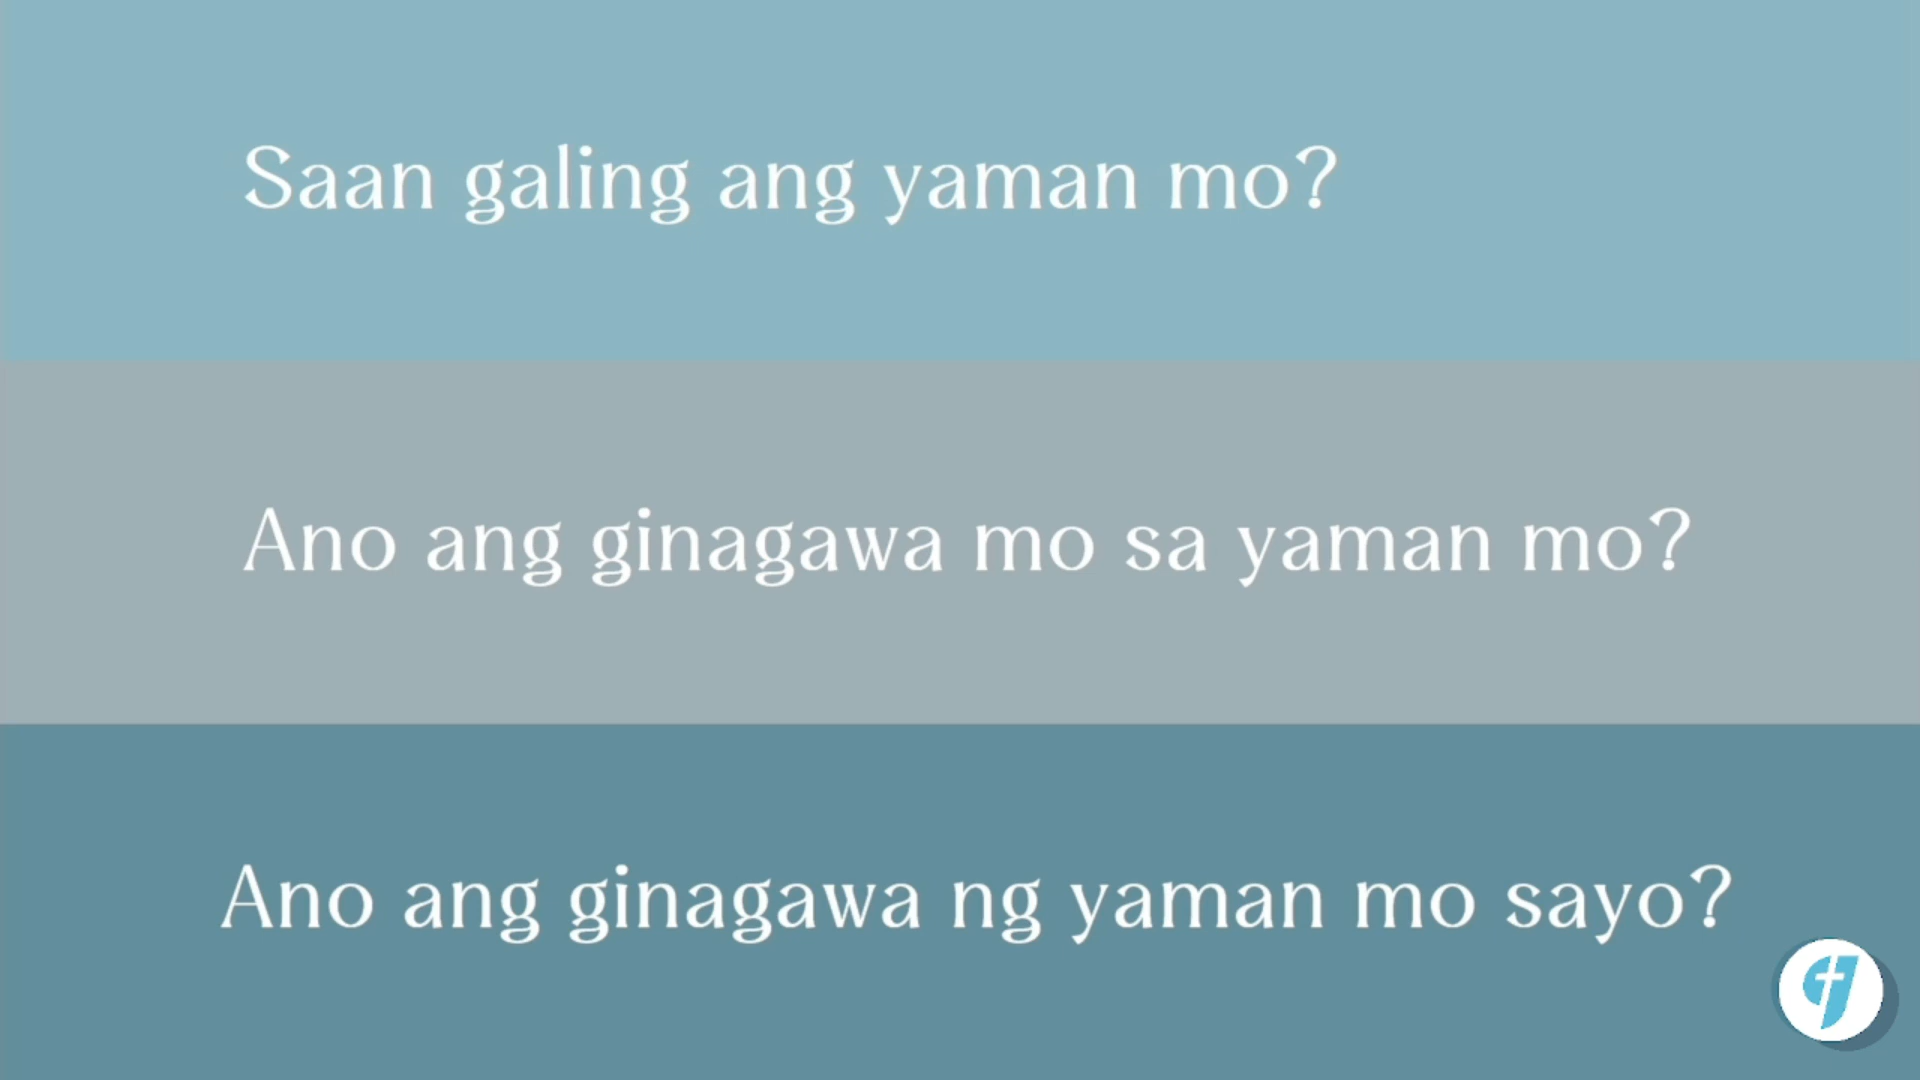 Saan galing ang yaman mo?
Ano ang ginagawa mo sa yaman mo?
Ano ang ginagawa ng yaman mo sayo?